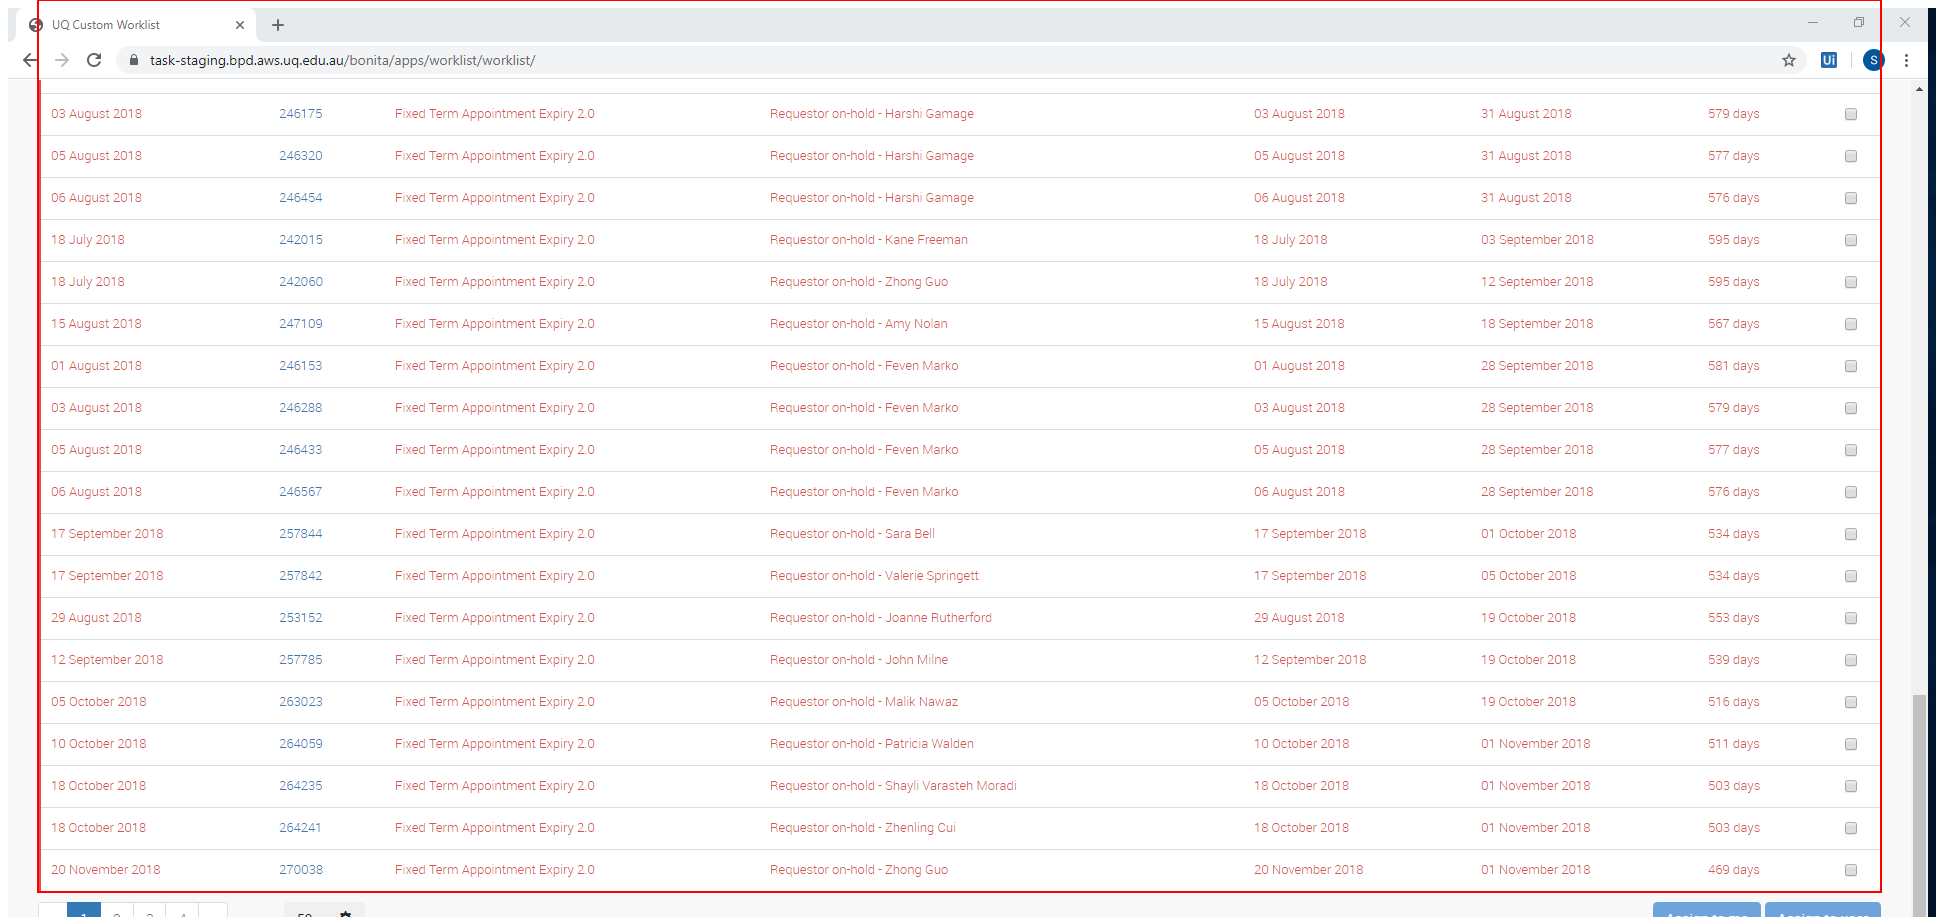 UQ Custom Worklist
task-staging.bpd.aws.uq.edu.au/bonita/apps/worklist/worklist/
Ui
S
03 August 2018 246175 Fixed Term Appointment Expiry 2.0 Requestor on-hold - Harshi Gamage 03 August 2018 31 August 2018 579 days
05 August 2018 246320 Fixed Term Appointment Expiry 2.0 Requestor on-hold - Harshi Gamage 05 August 2018 31 August 2018 577 days
06 August 2018 246454 Fixed Term Appointment Expiry 2.0 Requestor on-hold - Harshi Gamage 06 August 2018 31 August 2018 576 days
18 July 2018 242015 Fixed Term Appointment Expiry 2.0 Requestor on-hold - Kane Freeman 18 July 2018 03 September 2018 595 days
18 July 2018 242060 Fixed Term Appointment Expiry 2.0 Requestor on-hold - Zhong Guo 18 July 2018 12 September 2018 595 days
15 August 2018 247109 Fixed Term Appointment Expiry 2.0 Requestor on-hold - Amy Nolan 15 August 2018 18 September 2018 567 days
01 August 2018 246153 Fixed Term Appointment Expiry 2.0 Requestor on-hold - Feven Marko 01 August 2018 28 September 2018 581 days
03 August 2018 246288 Fixed Term Appointment Expiry 2.0 Requestor on-hold - Feven Marko 03 August 2018 28 September 2018 579 days
05 August 2018 246433 Fixed Term Appointment Expiry 2.0 Requestor on-hold - Feven Marko 05 August 2018 28 September 2018 577 days
06 August 2018 246567 Fixed Term Appointment Expiry 2.0 Requestor on-hold - Feven Marko 06 August 2018 28 September 2018 576 days
17 September 2018 257844 Fixed Term Appointment Expiry 2.0 Requestor on-hold - Sara Bell 17 September 2018 01 October 2018 534 days
17 September 2018 257842 Fixed Term Appointment Expiry 2.0 Requestor on-hold - Valerie Springett 17 September 2018 05 October 2018 534 days
29 August 2018 253152 Fixed Term Appointment Expiry 2.0 Requestor on-hold - Joanne Rutherford 29 August 2018 19 October 2018 553 days
12 September 2018 257785 Fixed Term Appointment Expiry 2.0 Requestor on-hold - John Milne 12 September 2018 19 October 2018 539 days
05 October 2018 263023 Fixed Term Appointment Expiry 2.0 Requestor on-hold - Malik Nawaz 05 October 2018 19 October 2018 516 days
10 October 2018 264059 Fixed Term Appointment Expiry 2.0 Requestor on-hold - Patricia Walden 10 October 2018 01 November 2018 511 days
18 October 2018 264235 Fixed Term Appointment Expiry 2.0 Requestor on-hold - Shayli Varasteh Moradi 18 October 2018 01 November 2018 503 days
18 October 2018 264241 Fixed Term Appointment Expiry 2.0 Requestor on-hold - Zhenling Cui 18 October 2018 01 November 2018 503 days
20 November 2018 270038 Fixed Term Appointment Expiry 2.0 Requestor on-hold - Zhong Guo 20 November 2018 01 November 2018 469 days